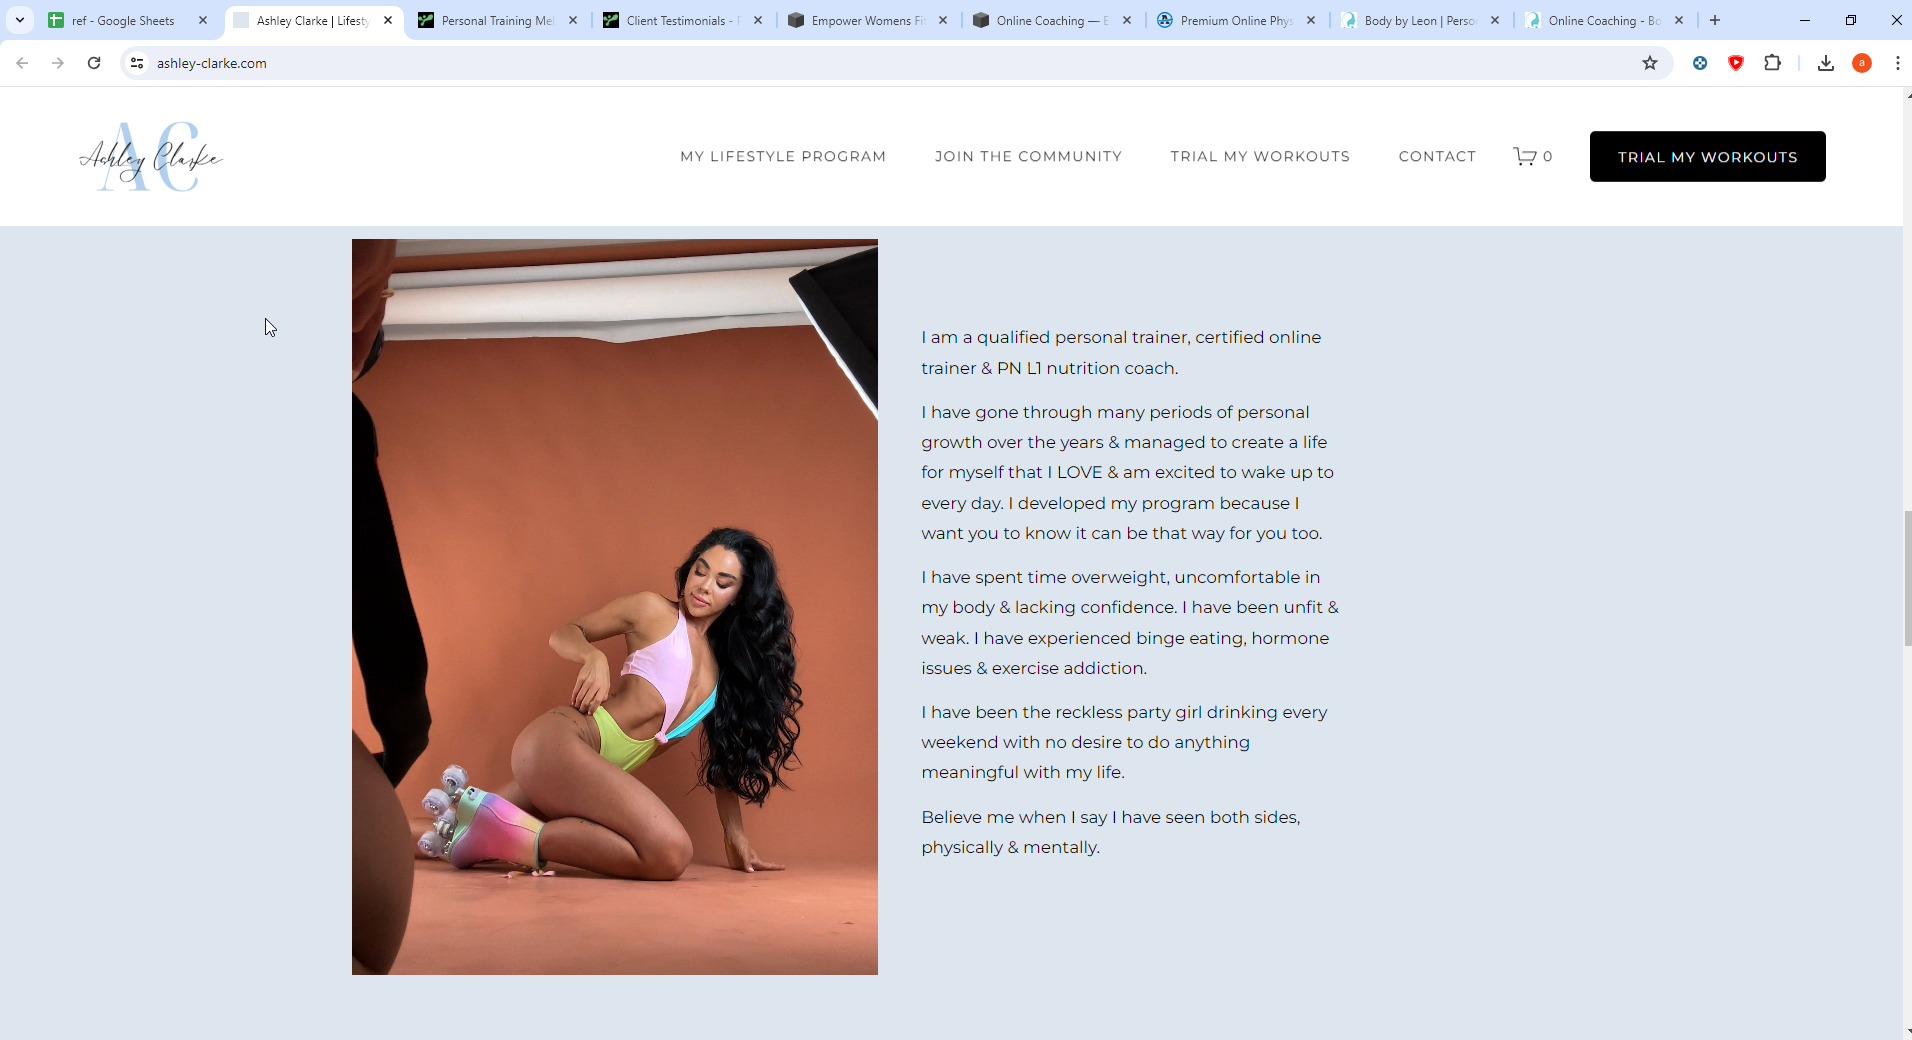 ref - Google Sheets
Ashley Clarke | Lifesty
Personal Training Mel
Client Testimonials - F
Empower Womens Fit
Online Coaching — E
Premium Online Phys
Body by Leon | Perso
Online Coaching - Bo
ashley-clarke.com
a
AC
Ashley Clarke
MY LIFESTYLE PROGRAM
JOIN THE COMMUNITY
TRIAL MY WORKOUTS
CONTACT
0
TRIAL MY WORKOUTS
I am a qualified personal trainer, certified online
trainer & PN L1 nutrition coach.
I have gone through many periods of personal
growth over the years & managed to create a life
for myself that I LOVE & am excited to wake up to
every day. I developed my program because I
want you to know it can be that way for you too.
I have spent time overweight, uncomfortable in
my body & lacking confidence. I have been unfit &
weak. I have experienced binge eating, hormone
issues & exercise addiction.
I have been the reckless party girl drinking every
weekend with no desire to do anything
meaningful with my life.
Believe me when I say I have seen both sides,
physically & mentally.